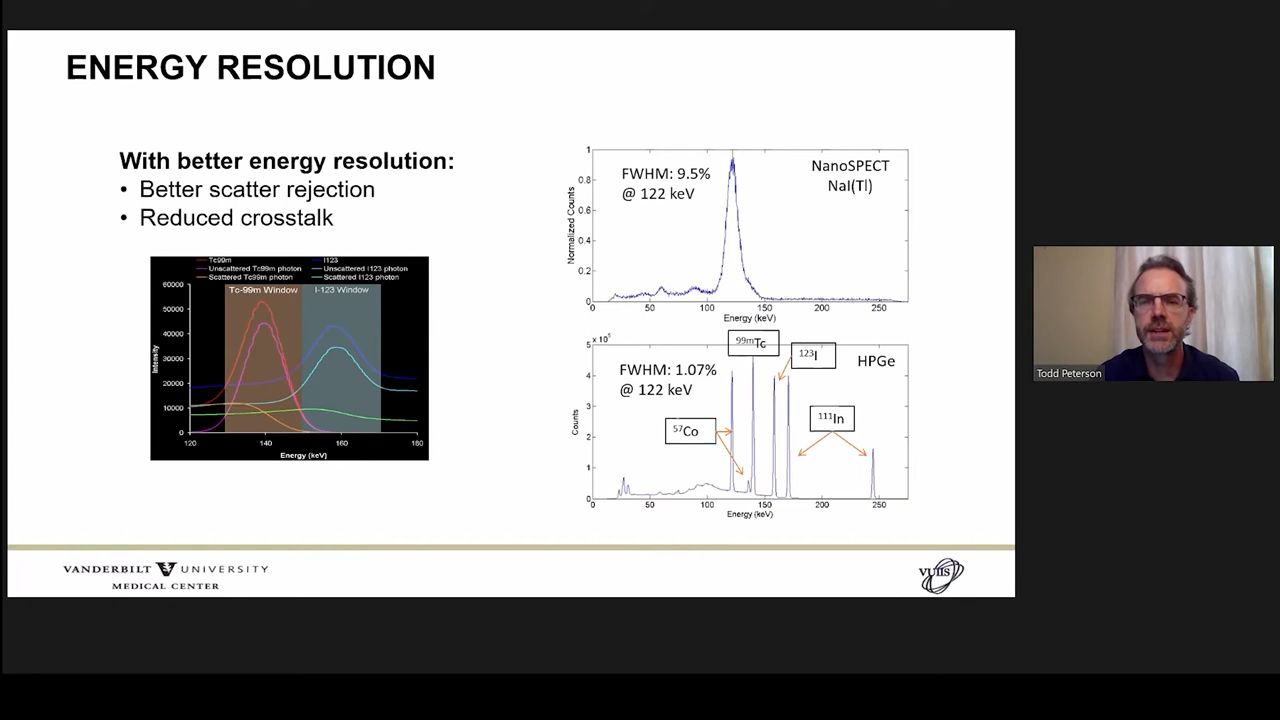 ENERGY RESOLUTION
With better energy resolution:
• Better scatter rejection
• Reduced crosstalk
Tc99m
I123
Unscattered Tc99m photon
Unscattered I123 photon
Scattered Tc99m photon
Scattered I123 photon
Tc-99m Window
I-123 Window
60000
50000
40000
30000
20000
10000
0
Intensity
120
140
160
180
Energy (keV)
FWHM: 9.5%
@ 122 keV
NanoSPECT
NaI(Tl)
1
0.8
0.6
0.4
0.2
0
Normalized Counts
0
50
100
150
200
250
Energy (keV)
x 10⁵
FWHM: 1.07%
@ 122 keV
99mTc
123I
HPGe
57Co
111In
5
4
3
2
1
0
Counts
0
50
100
150
200
250
Energy (keV)
VANDERBILT UNIVERSITY
MEDICAL CENTER
VUIIS
Todd Peterson